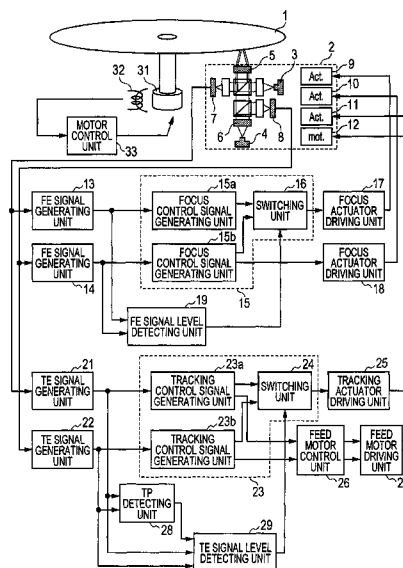 1
2
5
9
Act.
10
Act.
11
Act.
12
mot.
3
7
8
6
4
32
31
MOTOR CONTROL UNIT
33
13
FE SIGNAL GENERATING UNIT
14
FE SIGNAL GENERATING UNIT
15a
FOCUS CONTROL SIGNAL GENERATING UNIT
15b
FOCUS CONTROL SIGNAL GENERATING UNIT
15
16
SWITCHING UNIT
17
FOCUS ACTUATOR DRIVING UNIT
18
FOCUS ACTUATOR DRIVING UNIT
19
FE SIGNAL LEVEL DETECTING UNIT
21
TE SIGNAL GENERATING UNIT
22
TE SIGNAL GENERATING UNIT
23a
TRACKING CONTROL SIGNAL GENERATING UNIT
23b
TRACKING CONTROL SIGNAL GENERATING UNIT
23
24
SWITCHING UNIT
25
TRACKING ACTUATOR DRIVING UNIT
FEED MOTOR CONTROL UNIT
26
FEED MOTOR DRIVING UNIT
TP DETECTING UNIT
28
29
TE SIGNAL LEVEL DETECTING UNIT